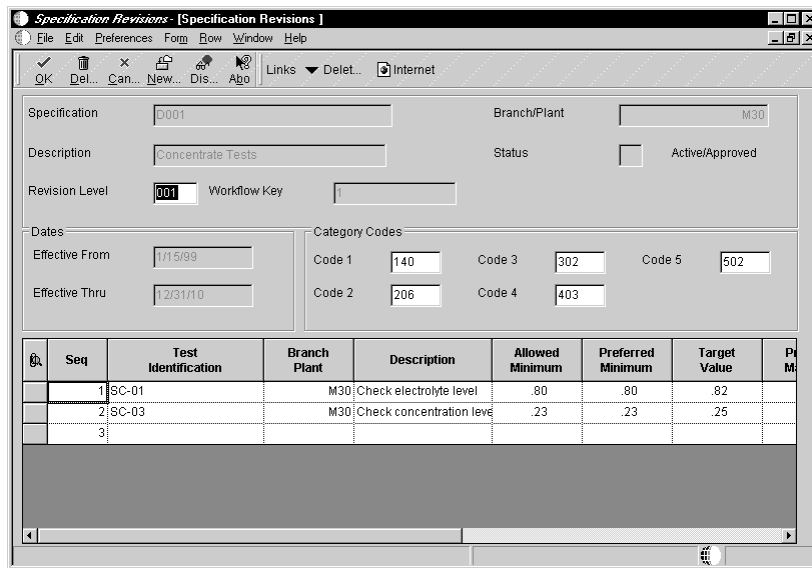 Specification Revisions - [Specification Revisions ]
File Edit Preferences Form Row Window Help
OK Del... Can... New... Dis... Abo Links Delet... Internet
Specification D001 Branch/Plant M30
Description Concentrate Tests Status Active/Approved
Revision Level 001 Workflow Key 1
Dates Category Codes
Effective From 1/15/99 Code 1 140 Code 3 302 Code 5 502
Effective Thru 12/31/10 Code 2 206 Code 4 403
Seq Test Identification Branch Plant Description Allowed Minimum Preferred Minimum Target Value
1 SC-01 M30 Check electrolyte level .80 .80 .82
2 SC-03 M30 Check concentration leve .23 .23 .25
3